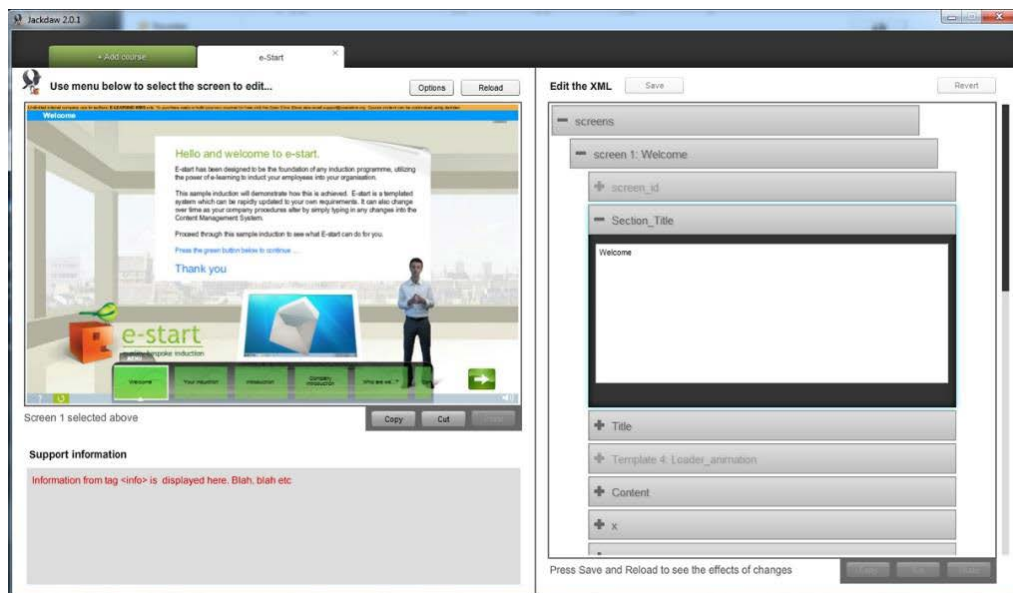 Jackdaw 2.0.1
+ Add course
e-Start
Use menu below to select the screen to edit...
Options
Reload
Welcome
Hello and welcome to e-start.
E-start has been designed to be the foundation of any induction programme, utilizing
the power of e-learning to induct your employees into your organisation.
This sample induction will demonstrate how this is achieved. E-start is a templated
system which can be rapidly updated to your own requirements. It can also change
over time as your company procedures alter by simply typing in any changes into the
Content Management System.
Proceed through this sample induction to see what E-start can do for you.
Press the green button below to continue ...
Thank you
e-start
bespoke induction
Welcome
Your induction
Introduction
Company
introduction
Who are we...?
Screen 1 selected above
Copy
Cut
Support information
Information from tag <info> is displayed here. Blah, blah etc
Edit the XML
Save
Revert
screens
screen 1: Welcome
screen_id
Section_Title
Welcome
Title
Template 4: Loader_animation
Content
x
Press Save and Reload to see the effects of changes
Copy
Cut